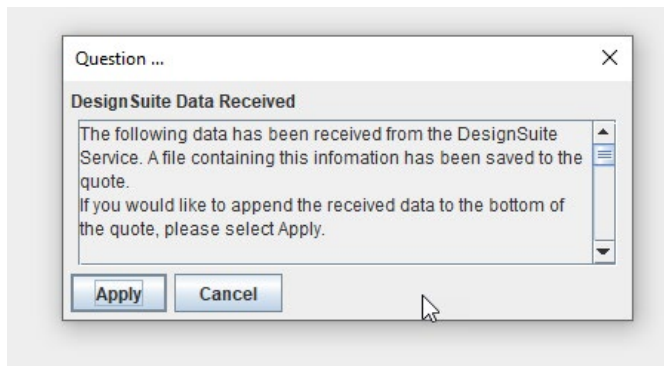 Question ...
DesignSuite Data Received
The following data has been received from the DesignSuite
Service. A file containing this infomation has been saved to the
quote.
If you would like to append the received data to the bottom of
the quote, please select Apply.
Apply Cancel